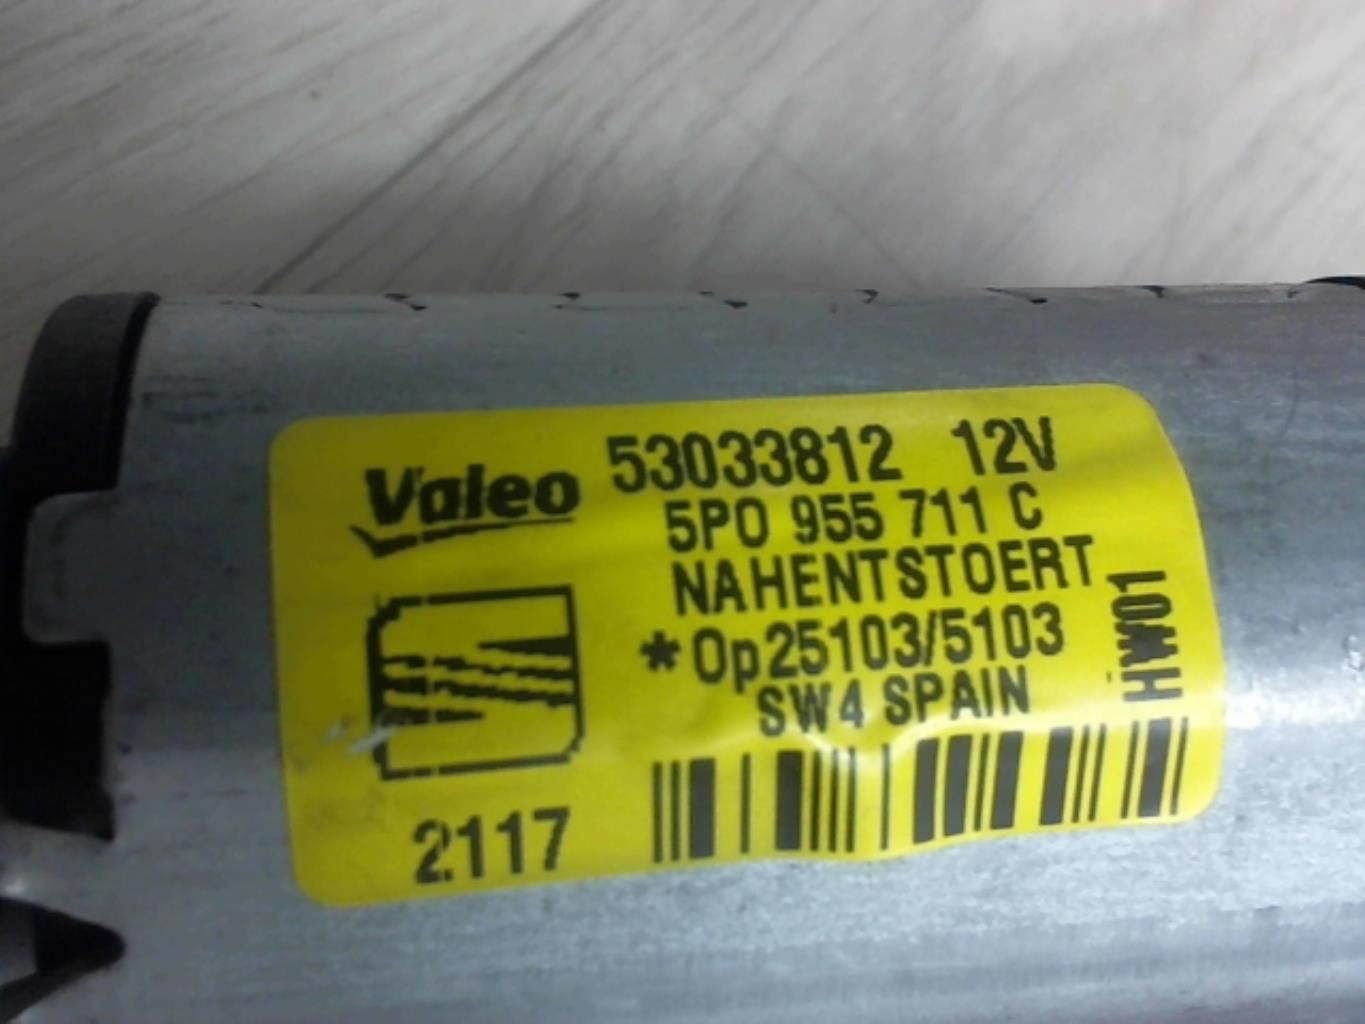 Valeo 53033812 12V
5P0 955 711 C
NAHENTSTOERT
*Op25103/5103
SW4 SPAIN
HW01
2117